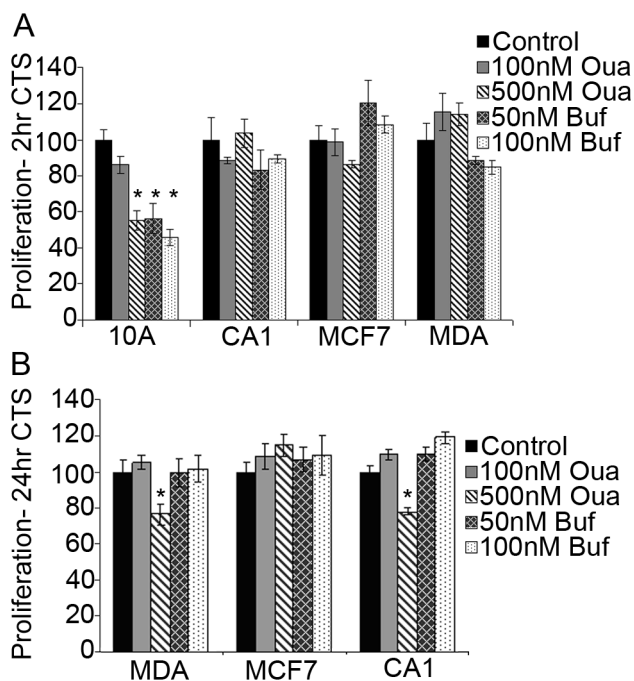 A
Proliferation- 2hr CTS
140
120
100
80
60
40
20
0
* * *
10A CA1 MCF7 MDA
Control
100nM Oua
500nM Oua
50nM Buf
100nM Buf
B
Proliferation- 24hr CTS
140
120
100
80
60
40
20
0
*
*
MDA MCF7 CA1
Control
100nM Oua
500nM Oua
50nM Buf
100nM Buf